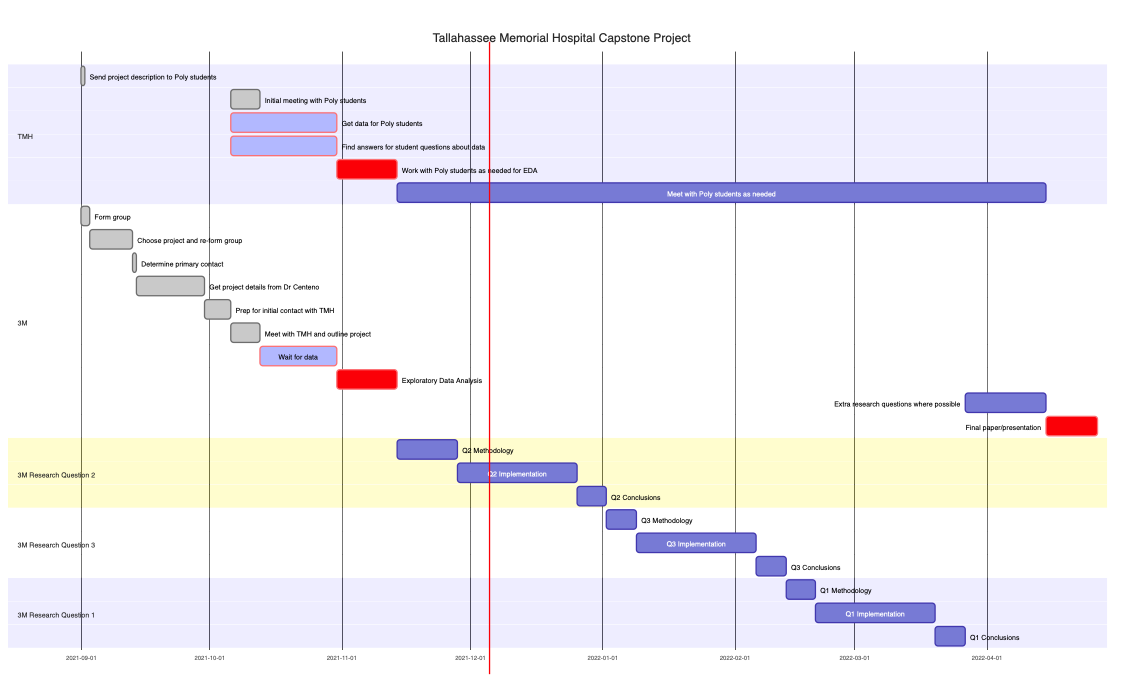 Tallahassee Memorial Hospital Capstone Project
Send project description to Poly students
Initial meeting with Poly students
Get data for Poly students
TMH
Find answers for student questions about data
Work with Poly students as needed for EDA
Meet with Poly students as needed
Form group
Choose project and re-form group
Determine primary contact
Get project details from Dr Centeno
Prep for initial contact with TMH
3M
Meet with TMH and outline project
Wait for data
Exploratory Data Analysis
Extra research questions where possible
Final paper/presentation
Q2 Methodology
3M Research Question 2
Q2 Implementation
Q2 Conclusions
Q3 Methodology
3M Research Question 3
Q3 Implementation
Q3 Conclusions
Q1 Methodology
3M Research Question 1
Q1 Implementation
Q1 Conclusions
2021-09-01 2021-10-01 2021-11-01 2021-12-01 2022-01-01 2022-02-01 2022-03-01 2022-04-01